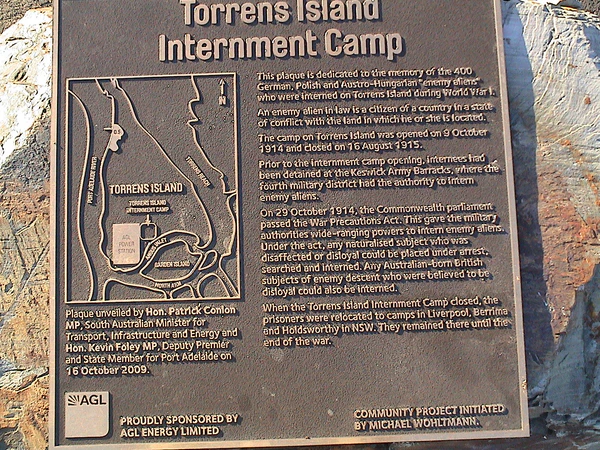 Torrens Island
Internment Camp
This plaque is dedicated to the memory of the 400
German, Polish and Austro-Hungarian "enemy aliens"
who were interned on Torrens Island during World War I.
An enemy alien in law is a citizen of a country in a state
of conflict with the land in which he or she is located.
The camp on Torrens Island was opened on 9 October
1914 and closed on 16 August 1915.
Prior to the internment camp opening, internees had
been detained at the Keswick Army Barracks, where the
fourth military district had the authority to intern
enemy aliens.
On 29 October 1914, the Commonwealth parliament
passed the War Precautions Act. This gave the military
authorities wide-ranging powers to intern enemy aliens.
Under the act, any naturalised subject who was
disaffected or disloyal could be placed under arrest,
searched and interned. Any Australian-born British
subjects of enemy descent who were believed to be
disloyal could also be interned.
When the Torrens Island Internment Camp closed, the
prisoners were relocated to camps in Liverpool, Berrima
and Holdsworthy in NSW. They remained there until the
end of the war.
N
PORT ADELAIDE RIVER
TORRENS REACH
TORRENS ISLAND
TORRENS ISLAND
INTERNMENT CAMP
AGL
POWER
STATION
GARDEN ISLAND
NORTH ARM
Plaque unveiled by Hon. Patrick Conlon
MP, South Australian Minister for
Transport, Infrastructure and Energy and
Hon. Kevin Foley MP, Deputy Premier
and State Member for Port Adelaide on
16 October 2009.
AGL
PROUDLY SPONSORED BY
AGL ENERGY LIMITED
COMMUNITY PROJECT INITIATED
BY MICHAEL WOHLTMANN.